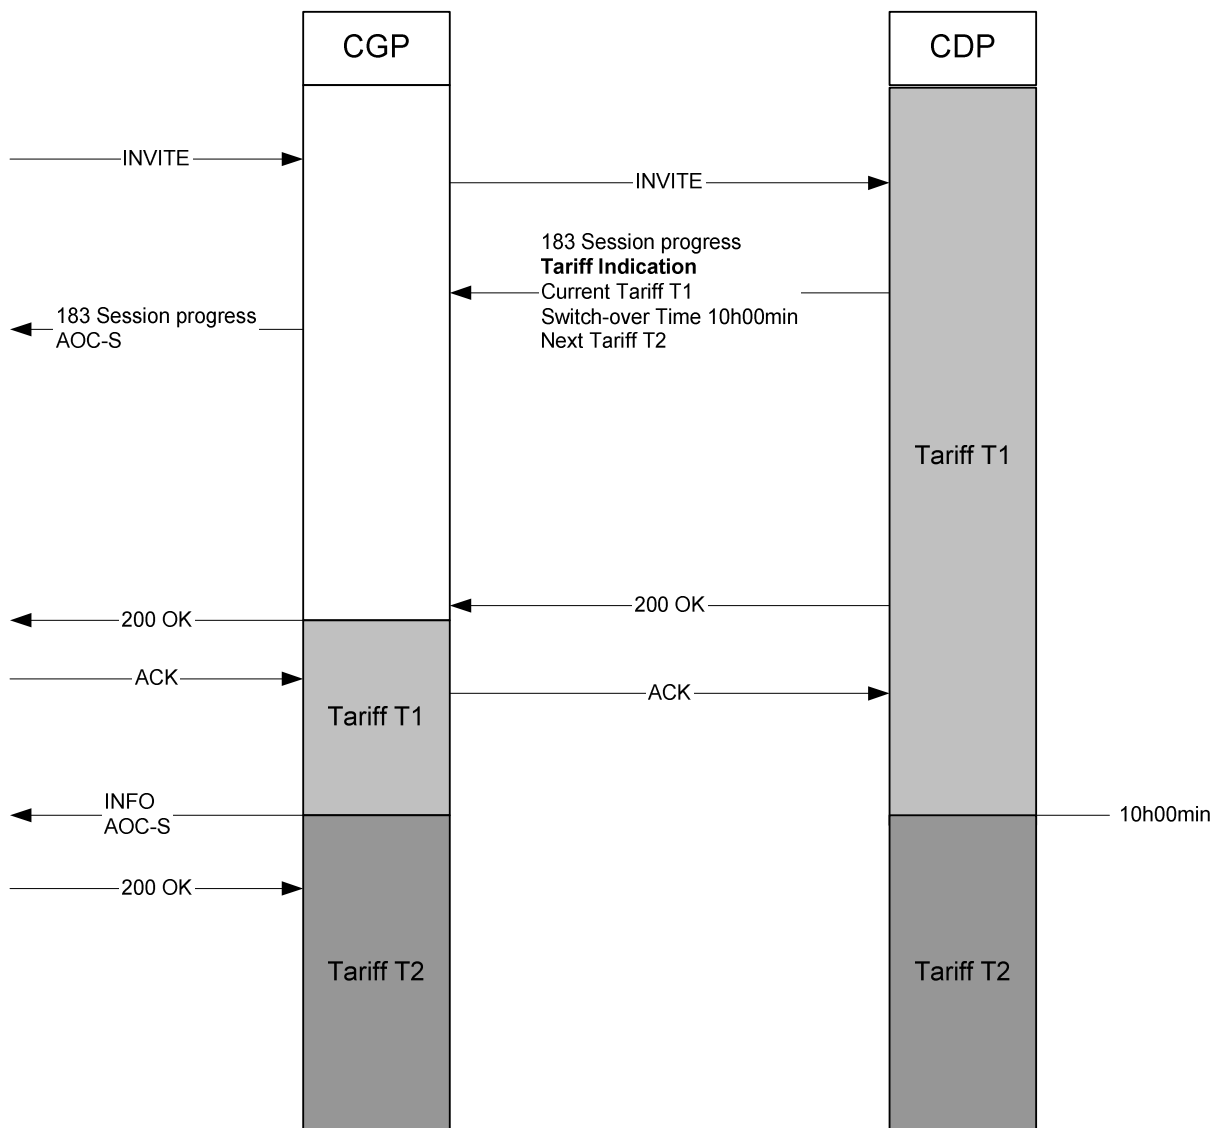 CGP
CDP
INVITE
INVITE
183 Session progress
Tariff Indication
Current Tariff T1
Switch-over Time 10h00min
Next Tariff T2
183 Session progress
AOC-S
Tariff T1
200 OK
200 OK
ACK
ACK
Tariff T1
INFO
AOC-S
10h00min
200 OK
Tariff T2
Tariff T2